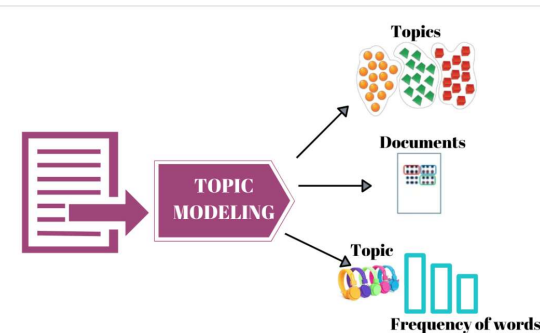 Topics
TOPIC
MODELING
Documents
Topic
Frequency of words